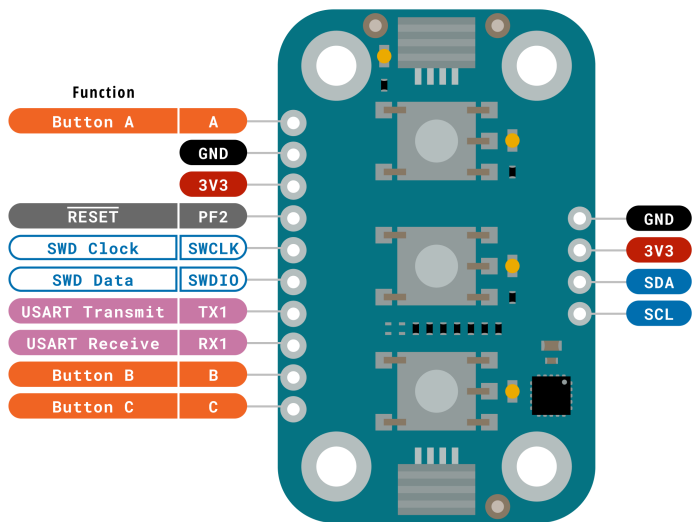 Function
Button A A
GND
3V3
RESET PF2
SWD Clock SWCLK
SWD Data SWDIO
USART Transmit TX1
USART Receive RX1
Button B B
Button C C
GND
3V3
SDA
SCL